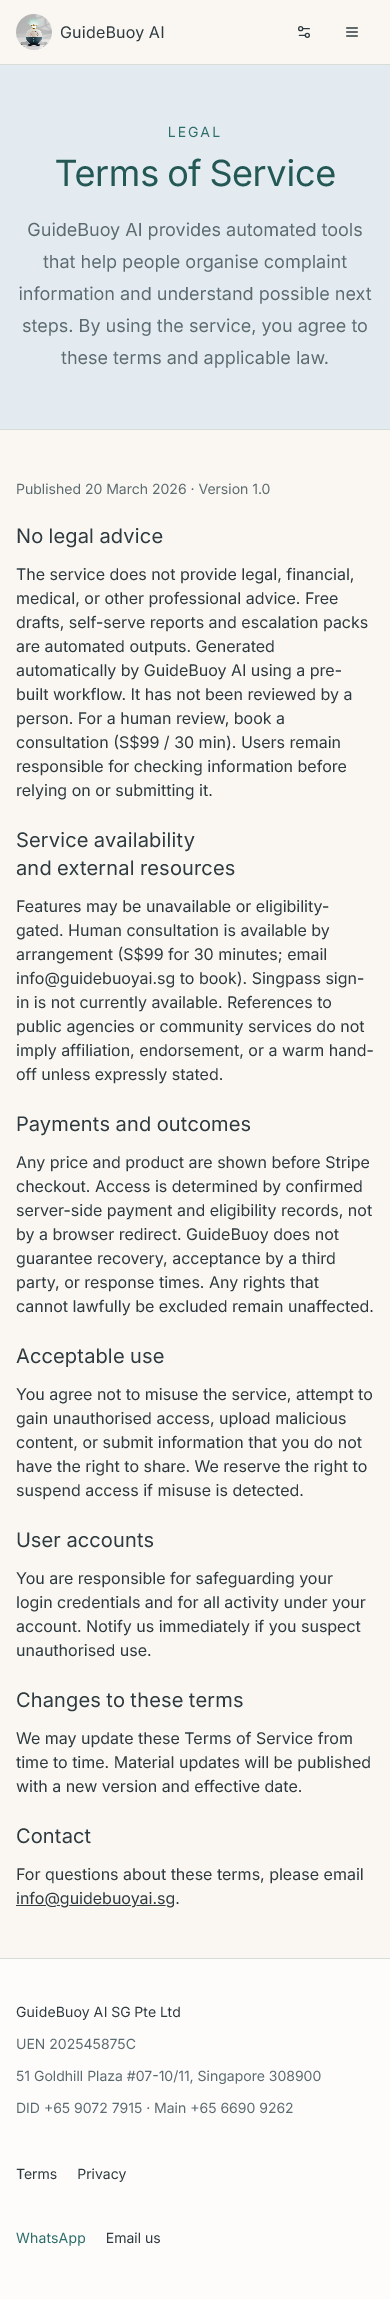 GuideBuoy AI
LEGAL
Terms of Service
GuideBuoy AI provides automated tools
that help people organise complaint
information and understand possible next
steps. By using the service, you agree to
these terms and applicable law.
Published 20 March 2026 · Version 1.0
No legal advice
The service does not provide legal, financial,
medical, or other professional advice. Free
drafts, self-serve reports and escalation packs
are automated outputs. Generated
automatically by GuideBuoy AI using a pre-
built workflow. It has not been reviewed by a
person. For a human review, book a
consultation (S$99 / 30 min). Users remain
responsible for checking information before
relying on or submitting it.
Service availability
and external resources
Features may be unavailable or eligibility-
gated. Human consultation is available by
arrangement (S$99 for 30 minutes; email
info@guidebuoyai.sg to book). Singpass sign-
in is not currently available. References to
public agencies or community services do not
imply affiliation, endorsement, or a warm hand-
off unless expressly stated.
Payments and outcomes
Any price and product are shown before Stripe
checkout. Access is determined by confirmed
server-side payment and eligibility records, not
by a browser redirect. GuideBuoy does not
guarantee recovery, acceptance by a third
party, or response times. Any rights that
cannot lawfully be excluded remain unaffected.
Acceptable use
You agree not to misuse the service, attempt to
gain unauthorised access, upload malicious
content, or submit information that you do not
have the right to share. We reserve the right to
suspend access if misuse is detected.
User accounts
You are responsible for safeguarding your
login credentials and for all activity under your
account. Notify us immediately if you suspect
unauthorised use.
Changes to these terms
We may update these Terms of Service from
time to time. Material updates will be published
with a new version and effective date.
Contact
For questions about these terms, please email
info@guidebuoyai.sg.
GuideBuoy AI SG Pte Ltd
UEN 202545875C
51 Goldhill Plaza #07-10/11, Singapore 308900
DID +65 9072 7915 · Main +65 6690 9262
Terms Privacy
WhatsApp Email us